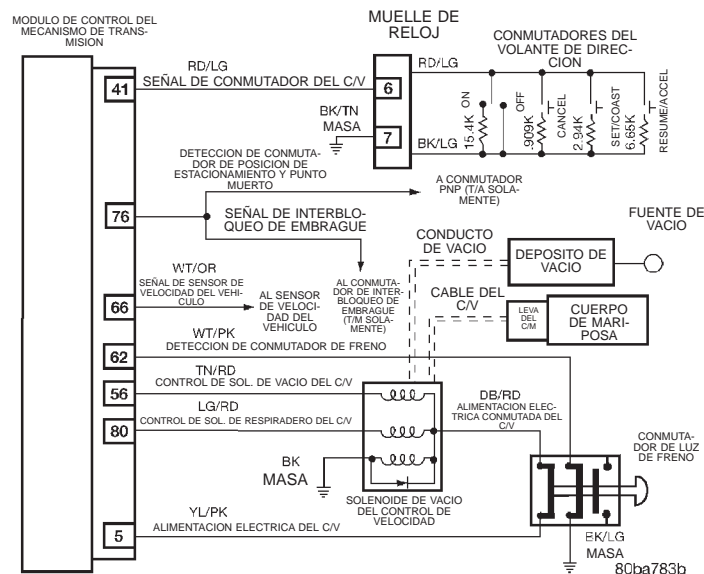 MODULO DE CONTROL DEL
MECANISMO DE TRANS-
MISION
MUELLE DE
RELOJ
CONMUTADORES DEL
VOLANTE DE DIREC-
CION
RD/LG
41
SEÑAL DE CONMUTADOR DEL C/V
6
RD/LG
BK/TN
MASA
7
BK/LG
15.4K
ON
OFF
.909K
CANCEL
2.94K
SET/COAST
6.65K
RESUME/ACCEL
DETECCION DE CONMUTA-
DOR DE POSICION DE
ESTACIONAMIENTO Y PUNTO
MUERTO
A CONMUTADOR
PNP (T/A SOLA-
MENTE)
76
SEÑAL DE INTERBLO-
QUEO DE EMBRAGUE
CONDUCTO
DE VACIO
DEPOSITO DE
VACIO
FUENTE DE
VACIO
WT/OR
66
SEÑAL DE SENSOR DE
VELOCIDAD DEL VEHI-
CULO
AL SENSOR
DE VELOCI-
DAD DEL
VEHICULO
AL CONMUTA-
DOR DE INTER-
BLOQUEO DE
EMBRAGUE
(T/M SOLA-
MENTE)
CABLE DEL
C/V
LEVA
DEL
C/M
CUERPO
DE MARI-
POSA
WT/PK
62
DETECCION DE CONMUTADOR DE FRENO
TN/RD
56
CONTROL DE SOL. DE VACIO DEL C/V
LG/RD
80
CONTROL DE SOL. DE RESPIRADERO DEL C/V
DB/RD
ALIMENTACION ELEC-
TRICA CONMUTADA DEL
C/V
CONMUTA-
DOR DE LUZ
DE FRENO
BK
MASA
SOLENOIDE DE VACIO
DEL CONTROL DE
VELOCIDAD
YL/PK
5
ALIMENTACION ELECTRICA DEL C/V
BK/LG
MASA
80ba783b